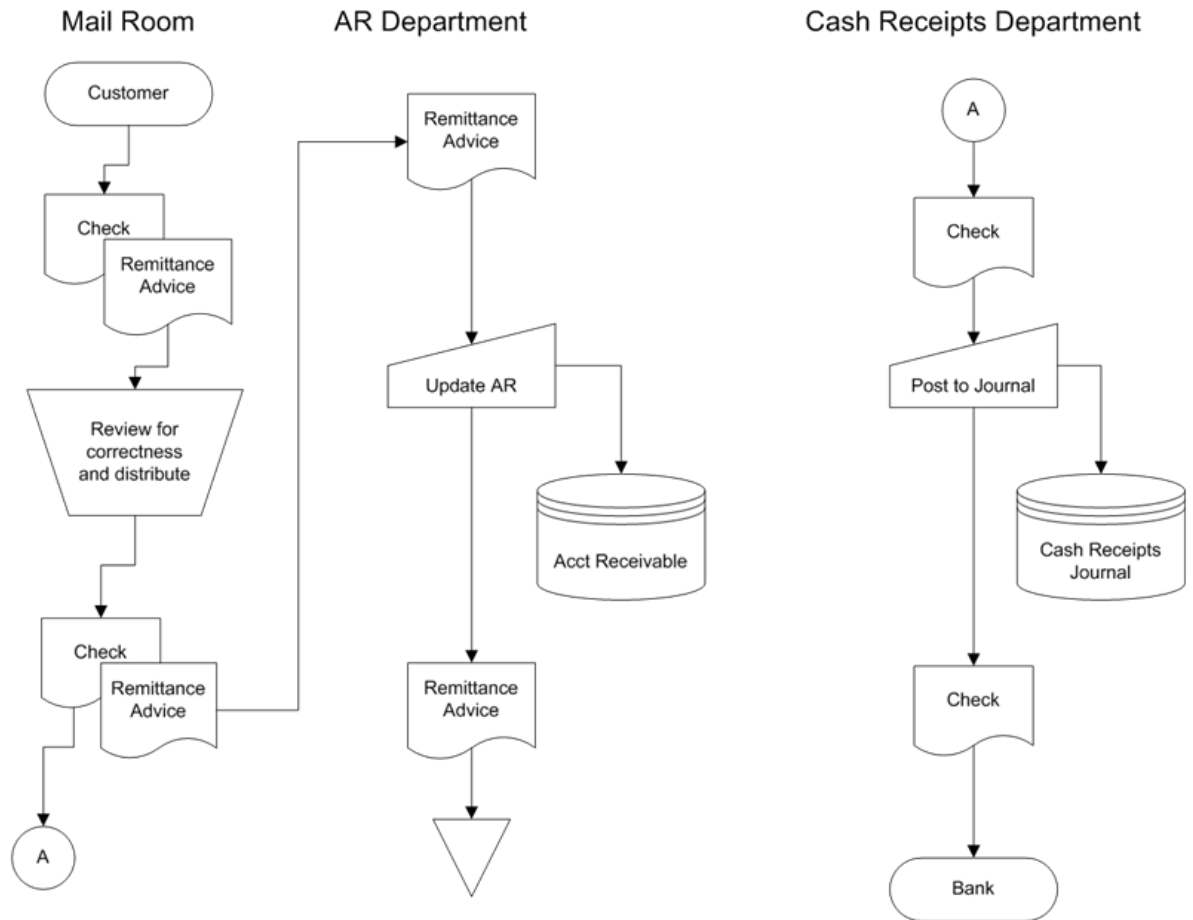 Mail Room
Customer
Check
Remittance
Advice
Review for
correctness
and distribute
Check
Remittance
Advice
A
AR Department
Remittance
Advice
Update AR
Acct Receivable
Remittance
Advice
Cash Receipts Department
A
Check
Post to Journal
Cash Receipts
Journal
Check
Bank